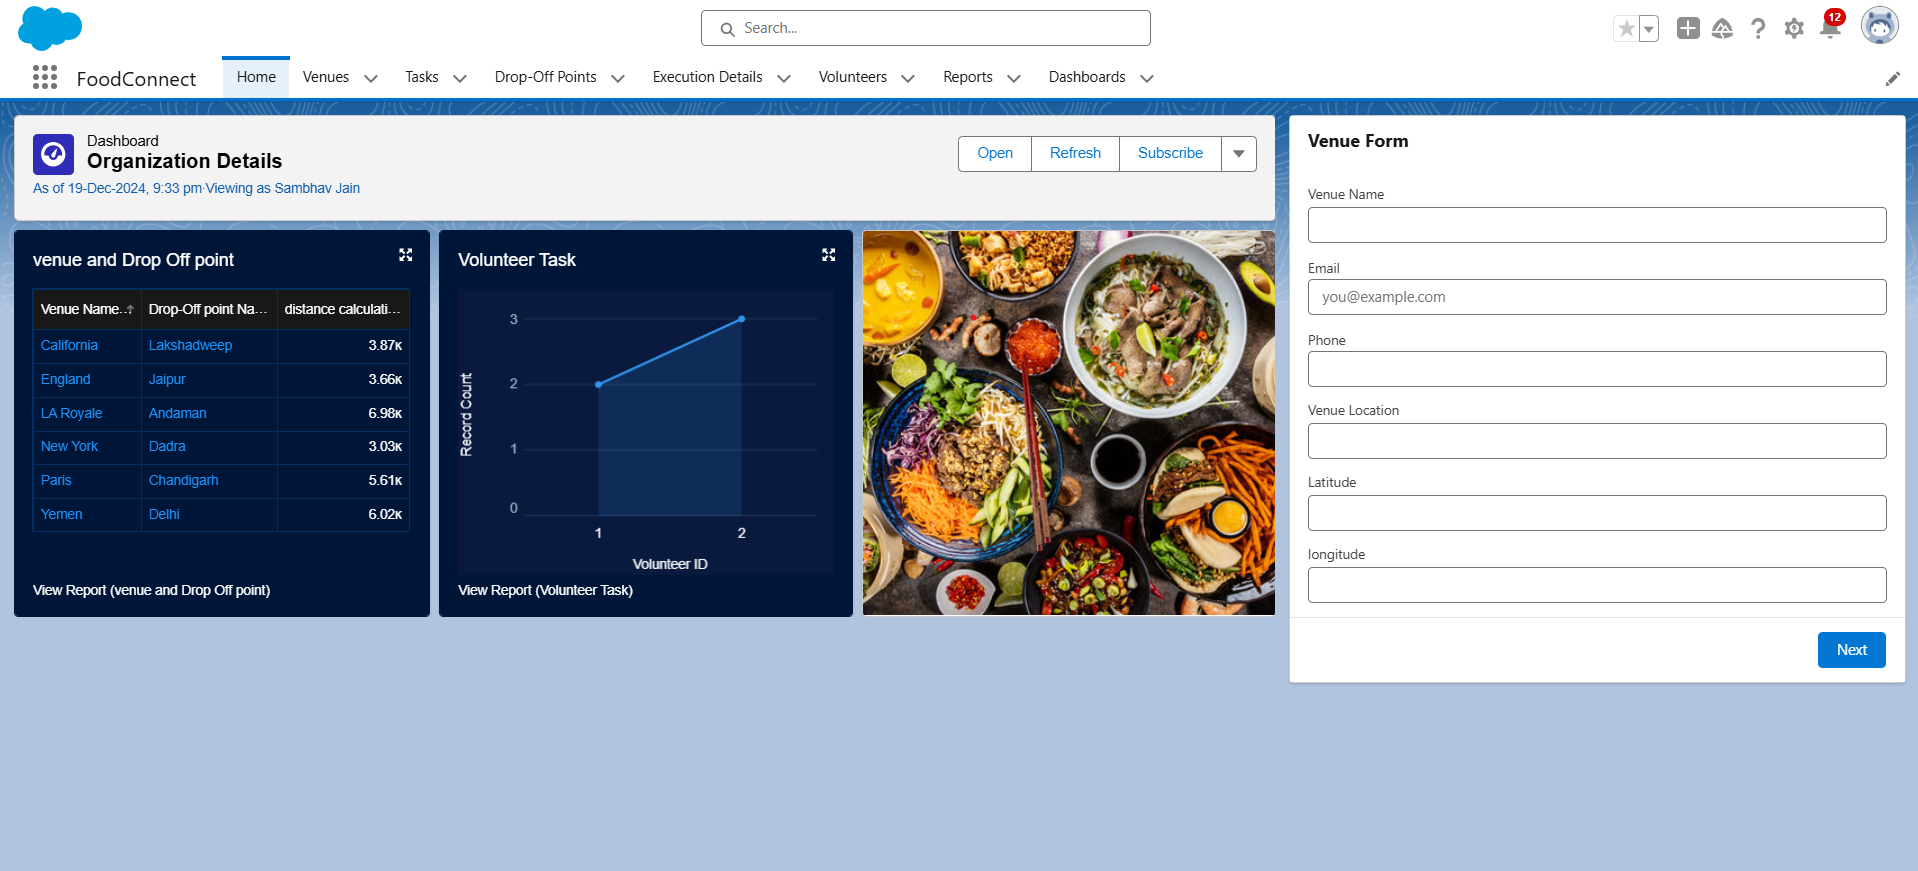 Search...
12
FoodConnect
Home
Venues
Tasks
Drop-Off Points
Execution Details
Volunteers
Reports
Dashboards
Dashboard
Organization Details
As of 19-Dec-2024, 9:33 pm·Viewing as Sambhav Jain
Open
Refresh
Subscribe
venue and Drop Off point
Venue Name... Drop-Off point Na... distance calculati...
California Lakshadweep 3.87K
England Jaipur 3.66K
LA Royale Andaman 6.98K
New York Dadra 3.03K
Paris Chandigarh 5.61K
Yemen Delhi 6.02K
View Report (venue and Drop Off point)
Volunteer Task
Record Count
3
2
1
0
1 2
Volunteer ID
View Report (Volunteer Task)
Venue Form
Venue Name
Email
you@example.com
Phone
Venue Location
Latitude
longitude
Next